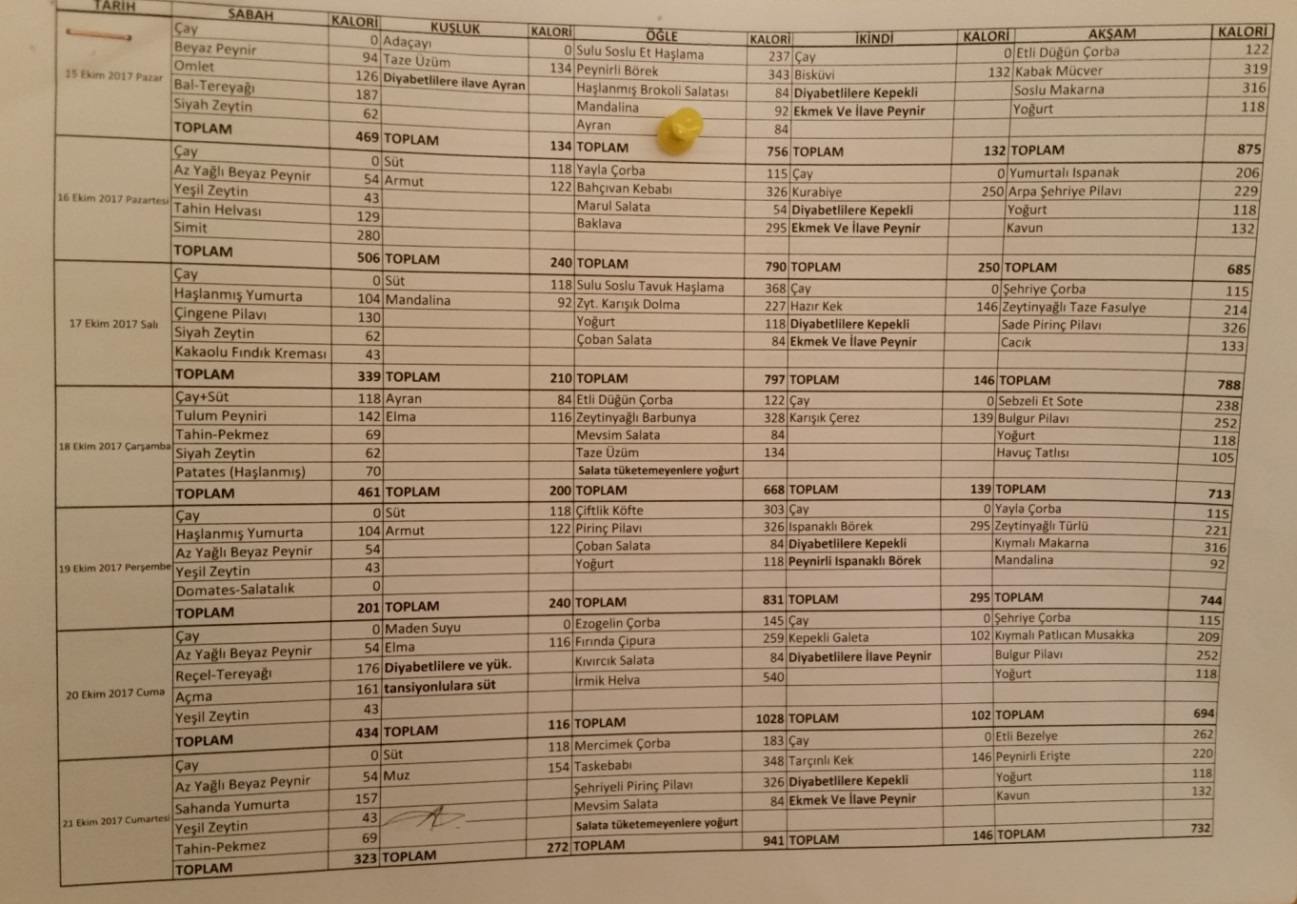 TARİH SABAH KALORİ KUŞLUK KALORİ ÖĞLE KALORİ İKİNDİ KALORİ AKŞAM KALORİ
15 Ekim 2017 Pazar
Çay 0 Adaçayı 0 Sulu Soslu Et Haşlama 237 Çay 0 Etli Düğün Çorba 122
Beyaz Peynir 94 Taze Üzüm 134 Peynirli Börek 343 Bisküvi 132 Kabak Mücver 319
Omlet 126 Diyabetlilere ilave Ayran Haşlanmış Brokoli Salatası 84 Diyabetlilere Kepekli Soslu Makarna 316
Bal-Tereyağı 187 Mandalina 92 Ekmek Ve İlave Peynir Yoğurt 118
Siyah Zeytin 62 Ayran 84
TOPLAM 469 TOPLAM 134 TOPLAM 756 TOPLAM 132 TOPLAM 875
16 Ekim 2017 Pazartesi
Çay 0 Süt 118 Yayla Çorba 115 Çay 0 Yumurtalı Ispanak 206
Az Yağlı Beyaz Peynir 54 Armut 122 Bahçıvan Kebabı 326 Kurabiye 250 Arpa Şehriye Pilavı 229
Yeşil Zeytin 43 Marul Salata 54 Diyabetlilere Kepekli Yoğurt 118
Tahin Helvası 129 Baklava 295 Ekmek Ve İlave Peynir Kavun 132
Simit 280
TOPLAM 506 TOPLAM 240 TOPLAM 790 TOPLAM 250 TOPLAM 685
17 Ekim 2017 Salı
Çay 0 Süt 118 Sulu Soslu Tavuk Haşlama 368 Çay 0 Şehriye Çorba 115
Haşlanmış Yumurta 104 Mandalina 92 Zyt. Karışık Dolma 227 Hazır Kek 146 Zeytinyağlı Taze Fasulye 214
Çingene Pilavı 130 Yoğurt 118 Diyabetlilere Kepekli Sade Pirinç Pilavı 326
Siyah Zeytin 62 Çoban Salata 84 Ekmek Ve İlave Peynir Cacık 133
Kakaolu Fındık Kreması 43
TOPLAM 339 TOPLAM 210 TOPLAM 797 TOPLAM 146 TOPLAM 788
18 Ekim 2017 Çarşamba
Çay+Süt 118 Ayran 84 Etli Düğün Çorba 122 Çay 0 Sebzeli Et Sote 238
Tulum Peyniri 142 Elma 116 Zeytinyağlı Barbunya 328 Karışık Çerez 139 Bulgur Pilavı 252
Tahin-Pekmez 69 Mevsim Salata 84 Yoğurt 118
Siyah Zeytin 62 Taze Üzüm 134 Havuç Tatlısı 105
Patates (Haşlanmış) 70 Salata tüketemeyenlere yoğurt
TOPLAM 461 TOPLAM 200 TOPLAM 668 TOPLAM 139 TOPLAM 713
19 Ekim 2017 Perşembe
Çay 0 Süt 118 Çiftlik Köfte 303 Çay 0 Yayla Çorba 115
Haşlanmış Yumurta 104 Armut 122 Pirinç Pilavı 326 Ispanaklı Börek 295 Zeytinyağlı Türlü 221
Az Yağlı Beyaz Peynir 54 Çoban Salata 84 Diyabetlilere Kepekli Kıymalı Makarna 316
Yeşil Zeytin 43 Yoğurt 118 Peynirli Ispanaklı Börek Mandalina 92
Domates-Salatalık 0
TOPLAM 201 TOPLAM 240 TOPLAM 831 TOPLAM 295 TOPLAM 744
20 Ekim 2017 Cuma
Çay 0 Maden Suyu 0 Ezogelin Çorba 145 Çay 0 Şehriye Çorba 115
Az Yağlı Beyaz Peynir 54 Elma 116 Fırında Çipura 259 Kepekli Galeta 102 Kıymalı Patlıcan Musakka 209
Reçel-Tereyağı 176 Diyabetlilere ve yük. Kıvırcık Salata 84 Diyabetlilere İlave Peynir Bulgur Pilavı 252
Açma 161 tansiyonlulara süt İrmik Helva 540 Yoğurt 118
Yeşil Zeytin 43
TOPLAM 434 TOPLAM 116 TOPLAM 1028 TOPLAM 102 TOPLAM 694
21 Ekim 2017 Cumartesi
Çay 0 Süt 118 Mercimek Çorba 183 Çay 0 Etli Bezelye 262
Az Yağlı Beyaz Peynir 54 Muz 154 Taskebabı 348 Tarçınlı Kek 146 Peynirli Erişte 220
Sahanda Yumurta 157 Şehriyeli Pirinç Pilavı 326 Diyabetlilere Kepekli Yoğurt 118
Yeşil Zeytin 43 Mevsim Salata 84 Ekmek Ve İlave Peynir Kavun 132
Tahin-Pekmez 69 Salata tüketemeyenlere yoğurt
TOPLAM 323 TOPLAM 272 TOPLAM 941 TOPLAM 146 TOPLAM 732